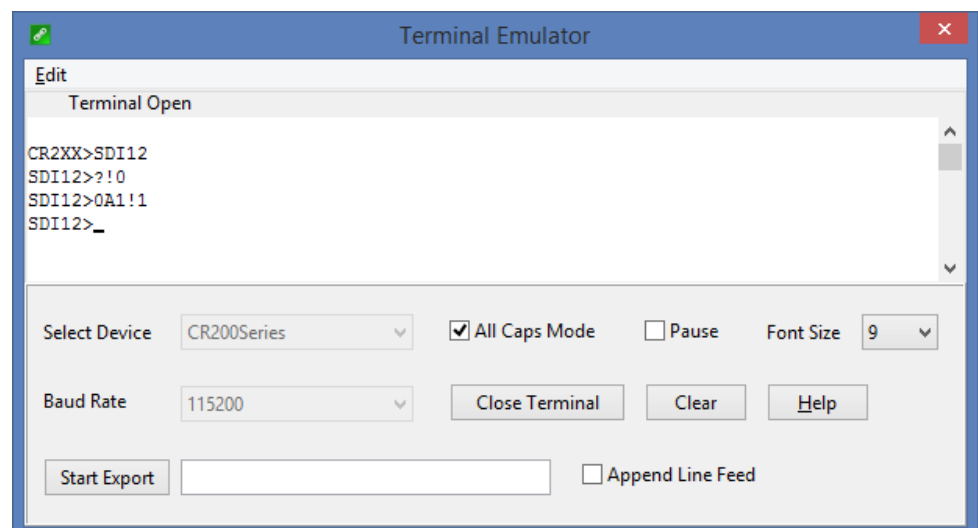 Terminal Emulator
Edit
Terminal Open
CR2XX>SDI12
SDI12>?!0
SDI12>0A1!1
SDI12>_
Select Device CR200Series All Caps Mode Pause Font Size 9
Baud Rate 115200 Close Terminal Clear Help
Start Export Append Line Feed